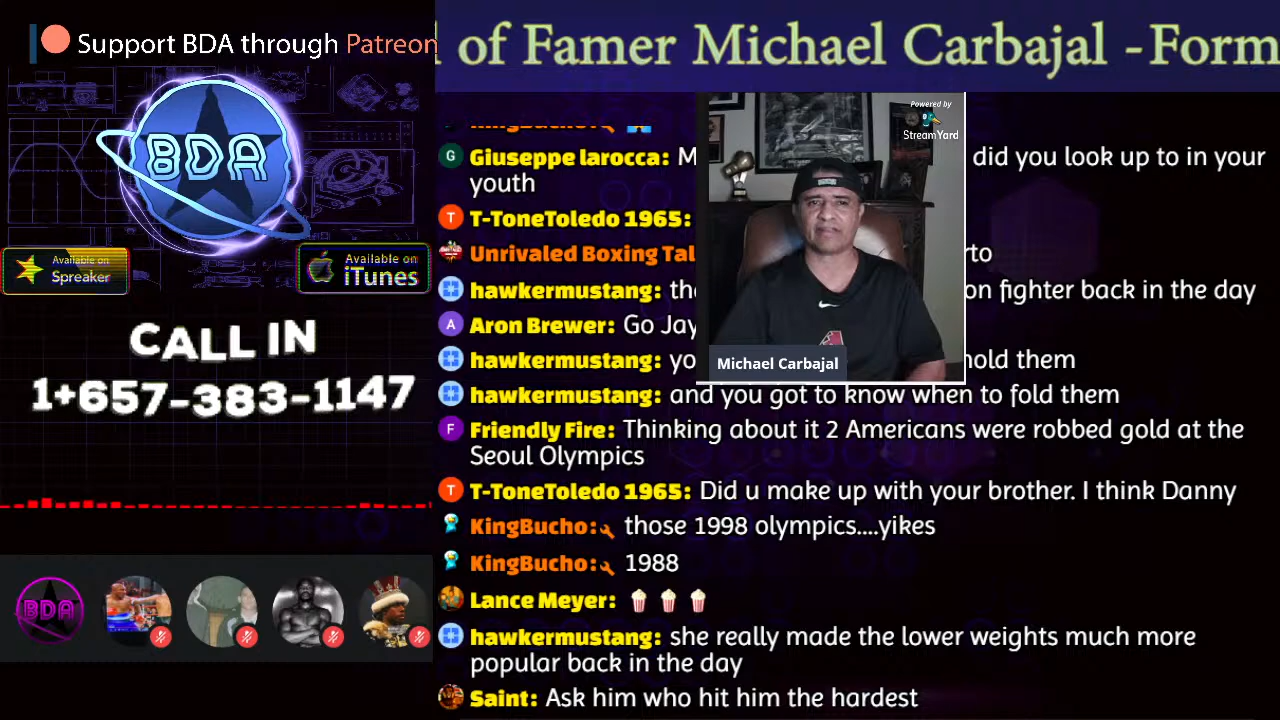 Support BDA through Patreon
of Famer Michael Carbajal -Form
BDA
Available on
Spreaker
Available on
iTunes
CALL IN
1+657-383-1147
BDA
Powered by
StreamYard
Michael Carbajal
KingBucho:
G Giuseppe Iarocca: M did you look up to in your
youth
T T-ToneToledo 1965:
Unrivaled Boxing Tal rto
hawkermustang: the on fighter back in the day
A Aron Brewer: Go Jay
hawkermustang: yo hold them
hawkermustang: and you got to know when to fold them
F Friendly Fire: Thinking about it 2 Americans were robbed gold at the
Seoul Olympics
T T-ToneToledo 1965: Did u make up with your brother. I think Danny
KingBucho: those 1998 olympics....yikes
KingBucho: 1988
Lance Meyer:
hawkermustang: she really made the lower weights much more
popular back in the day
Saint: Ask him who hit him the hardest